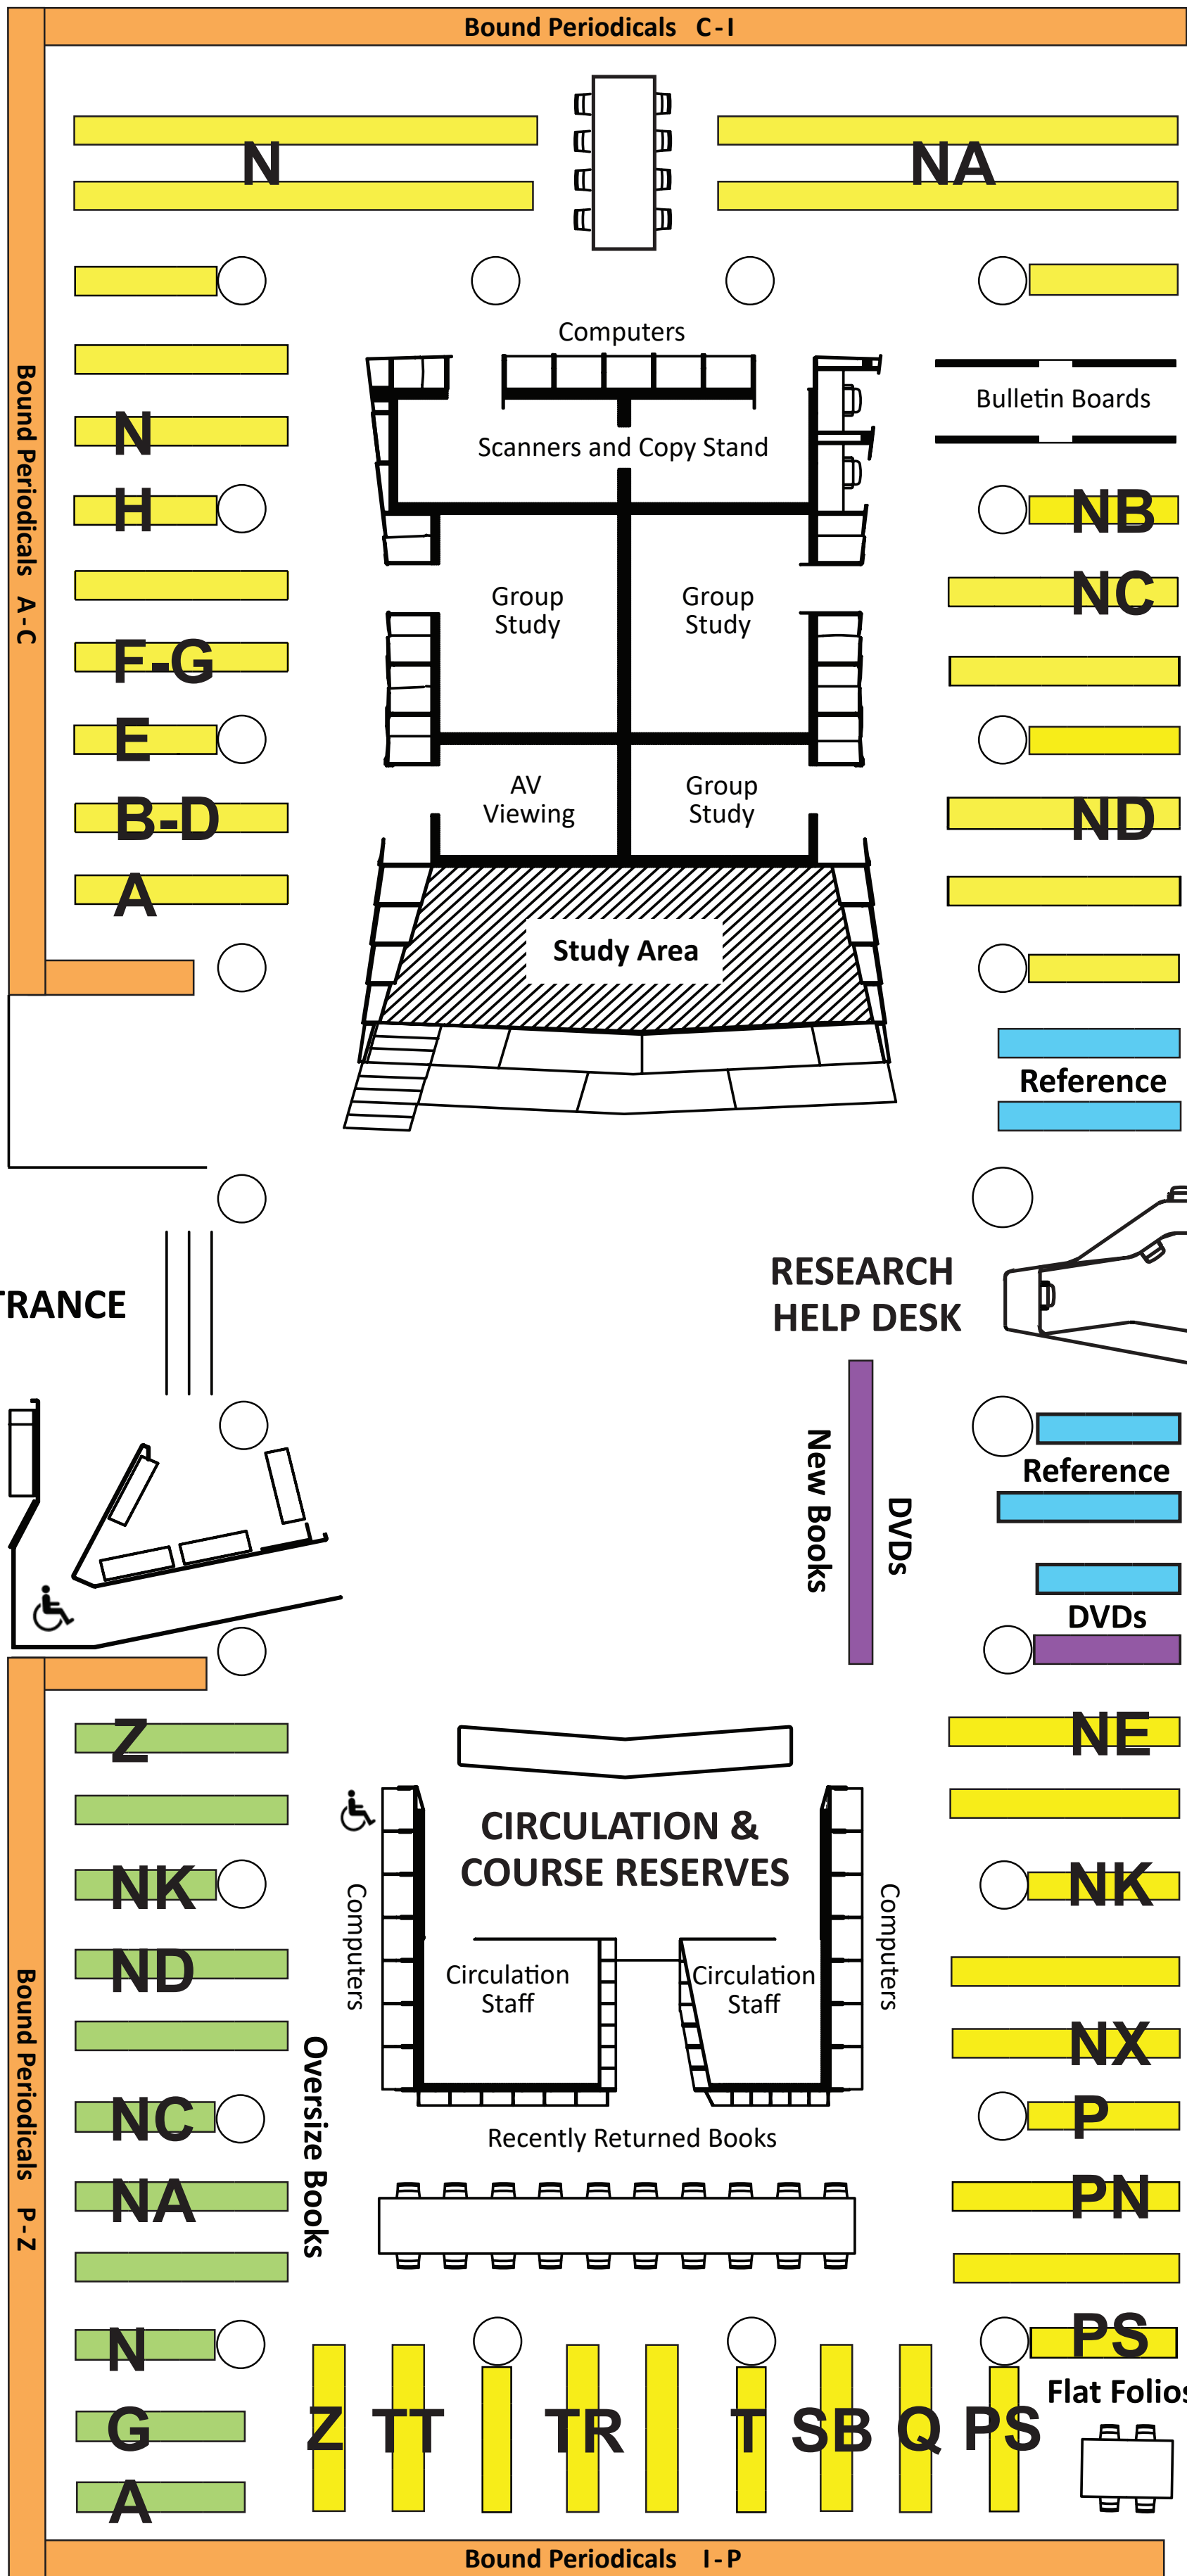 Bound Periodicals C-I
N
NA
Computers
Bulletin Boards
Bound Periodicals A-C
N
Scanners and Copy Stand
H
NB
NC
Group
Study
Group
Study
F-G
E
AV
Viewing
Group
Study
B-D
ND
A
Study Area
Reference
RESEARCH
HELP DESK
TRANCE
New Books
DVDs
Reference
DVDs
Z
NE
CIRCULATION &
COURSE RESERVES
NK
Computers
Computers
NK
ND
Circulation
Staff
Circulation
Staff
NX
Bound Periodicals P-Z
Oversize Books
NC
P
Recently Returned Books
NA
PN
N
PS
Flat Folios
G
Z
TT
TR
T
SB
Q
PS
A
Bound Periodicals I-P